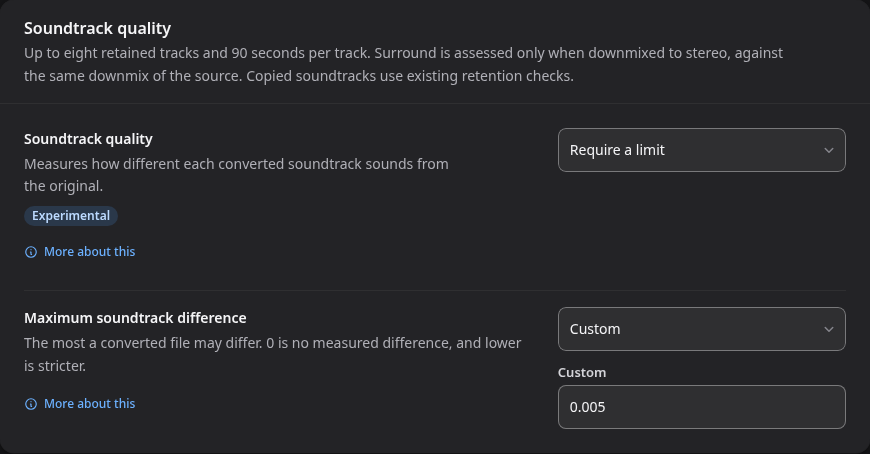 Soundtrack quality
Up to eight retained tracks and 90 seconds per track. Surround is assessed only when downmixed to stereo, against
the same downmix of the source. Copied soundtracks use existing retention checks.
Soundtrack quality
Measures how different each converted soundtrack sounds from
the original.
Experimental
More about this
Require a limit
Maximum soundtrack difference
The most a converted file may differ. 0 is no measured difference, and lower
is stricter.
More about this
Custom
Custom
0.005